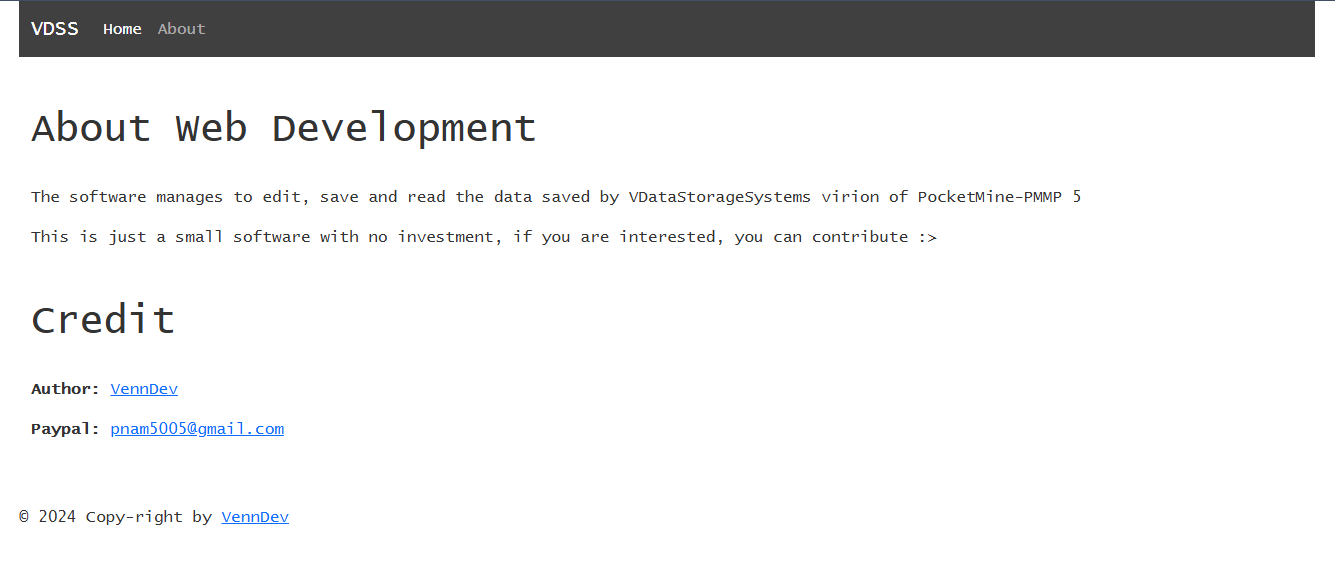 VDSS Home About
About Web Development
The software manages to edit, save and read the data saved by VDataStorageSystems virion of PocketMine-PMMP 5
This is just a small software with no investment, if you are interested, you can contribute :>
Credit
Author: VennDev
Paypal: pnam5005@gmail.com
© 2024 Copy-right by VennDev